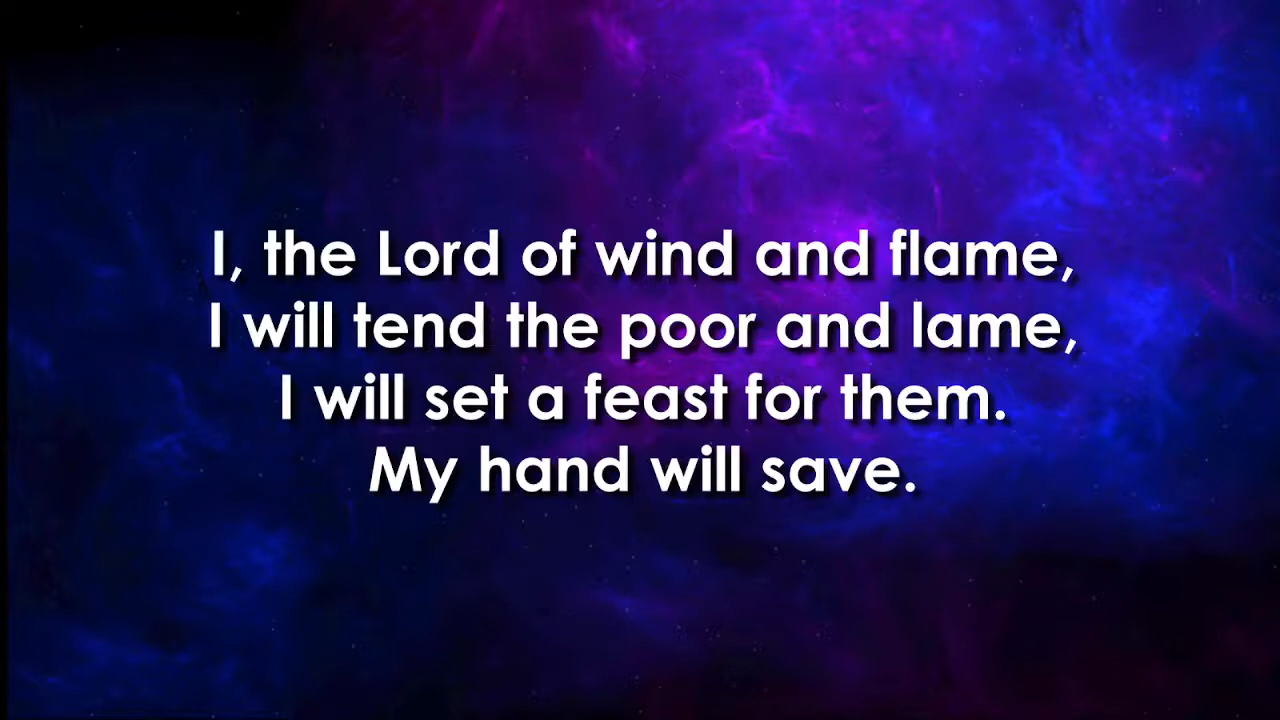 I, the Lord of wind and flame,
I will tend the poor and lame,
I will set a feast for them.
My hand will save.